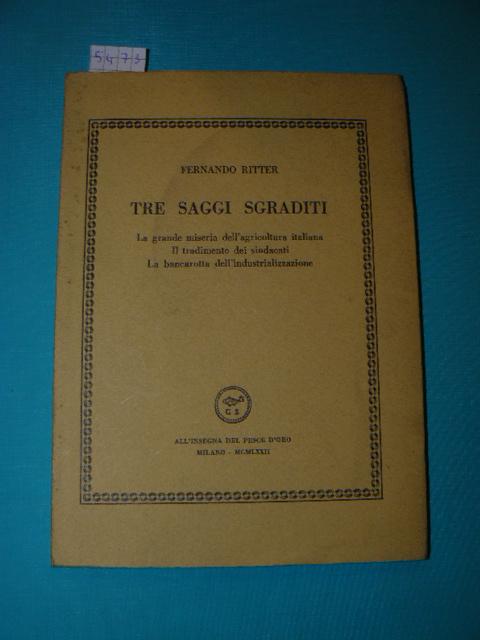 5473
FERNANDO RITTER
TRE SAGGI SGRADITI
La grande miseria dell'agricoltura italiana
Il tradimento dei sindacati
La bancarotta dell'industrializzazione
ALL'INSEGNA DEL PESCE D'ORO
MILANO - MCMLXXII